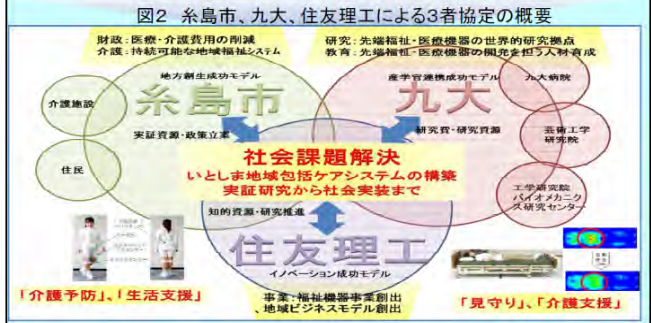 図2 糸島市、九大、住友理工による3者協定の概要
財政：医療・介護費用の削減
介護：持続可能な地域福祉システム
研究：先端福祉・医療機器の世界的研究拠点
教育：先端福祉・医療機器の開発を担う人材育成
地方創生成功モデル
糸島市
実証資源・政策立案
介護施設
住民
産学官連携成功モデル
九大
研究費・研究資源
九大病院
芸術工学
研究院
工学研究院
バイオメカニク
ス研究センター
社会課題解決
いとしま地域包括ケアシステムの構築
実証研究から社会実装まで
知的資源・研究推進
住友理工
イノベーション成功モデル
「介護予防」、「生活支援」
事業：福祉機器事業創出
、地域ビジネスモデル創出
「見守り」、「介護支援」